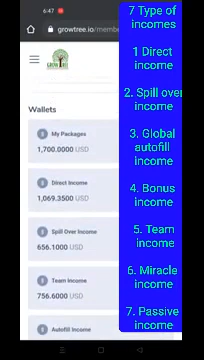 6:47
growtree.io/membe
GROW TREE
Wallets
My Packages
1,700.0000 USD
Direct Income
1,069.3500 USD
Spill Over Income
656.1000 USD
Team Income
756.6000 USD
Autofill Income
7 Type of
incomes
1 Direct
income
2. Spill over
income
3. Global
autofill
income
4. Bonus
income
5. Team
income
6. Miracle
income
7. Passive
income